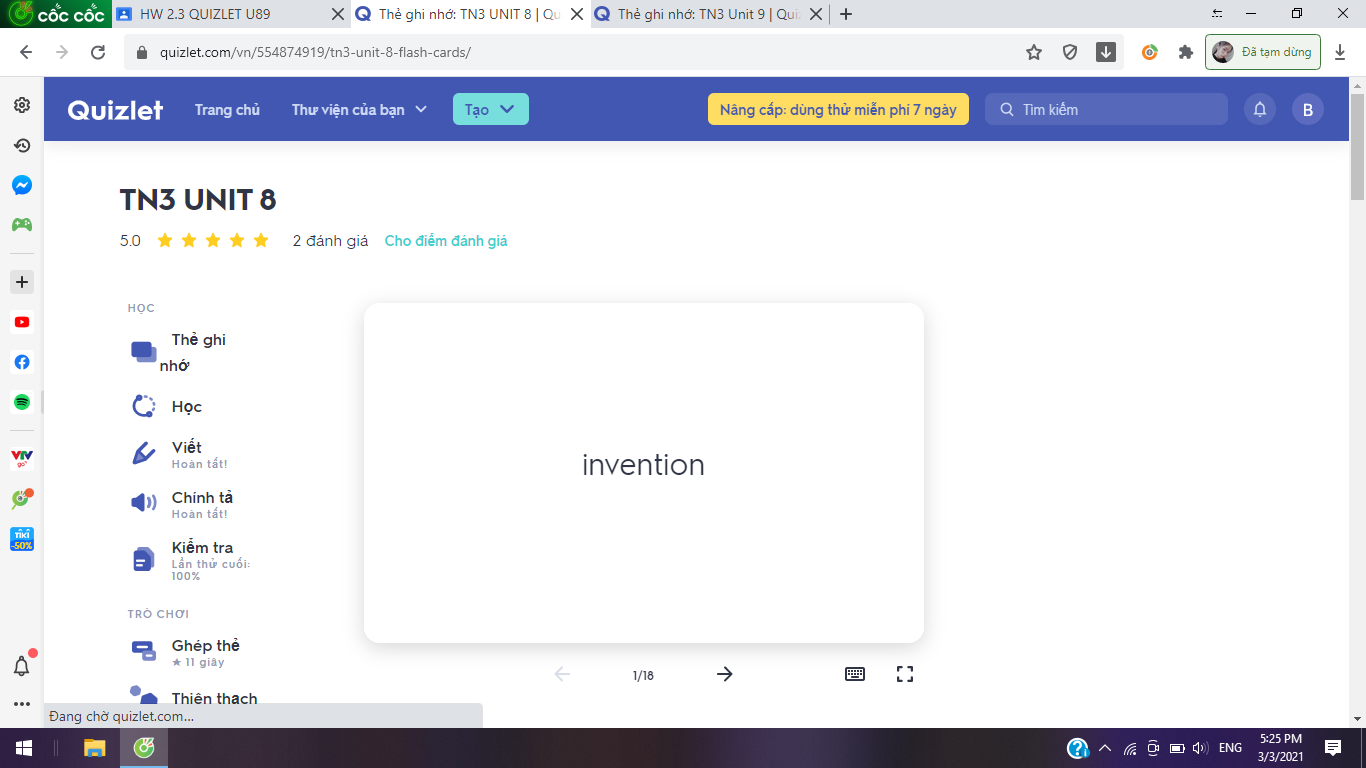 cốc cốc
HW 2.3 QUIZLET U89
Thẻ ghi nhớ: TN3 UNIT 8 | Qu
Thẻ ghi nhớ: TN3 Unit 9 | Quiz
quizlet.com/vn/554874919/tn3-unit-8-flash-cards/
Đã tạm dừng
Quizlet
Trang chủ
Thư viện của bạn
Tạo
Nâng cấp: dùng thử miễn phí 7 ngày
Tìm kiếm
B
TN3 UNIT 8
5.0
2 đánh giá
Cho điểm đánh giá
HỌC
Thẻ ghi
nhớ
Học
Viết
Hoàn tất!
Chính tả
Hoàn tất!
Kiểm tra
Lần thử cuối:
100%
TRÒ CHƠI
Ghép thẻ
★ 11 giây
Thiên thạch
invention
1/18
VTV
go
TIKI
-50%
Đang chờ quizlet.com...
ENG
5:25 PM
3/3/2021